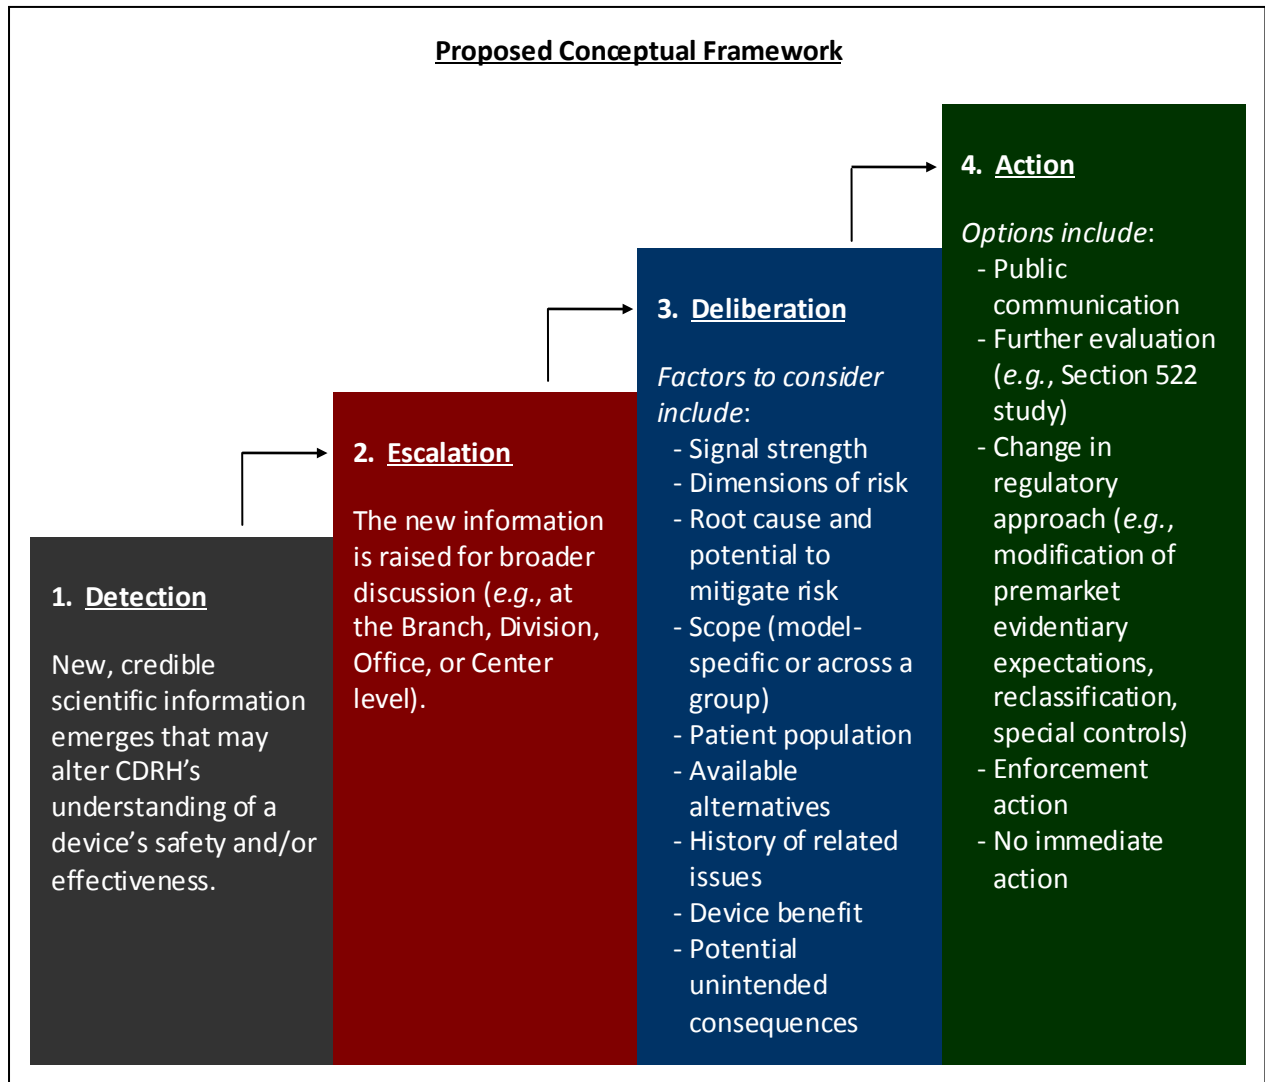 Proposed Conceptual Framework
1. Detection
New, credible
scientific information
emerges that may
alter CDRH’s
understanding of a
device’s safety and/or
effectiveness.
2. Escalation
The new information
is raised for broader
discussion (e.g., at
the Branch, Division,
Office, or Center
level).
3. Deliberation
Factors to consider
include:
- Signal strength
- Dimensions of risk
- Root cause and
potential to
mitigate risk
- Scope (model-
specific or across a
group)
- Patient population
- Available
alternatives
- History of related
issues
- Device benefit
- Potential
unintended
consequences
4. Action
Options include:
- Public
communication
- Further evaluation
(e.g., Section 522
study)
- Change in
regulatory
approach (e.g.,
modification of
premarket
evidentiary
expectations,
reclassification,
special controls)
- Enforcement
action
- No immediate
action